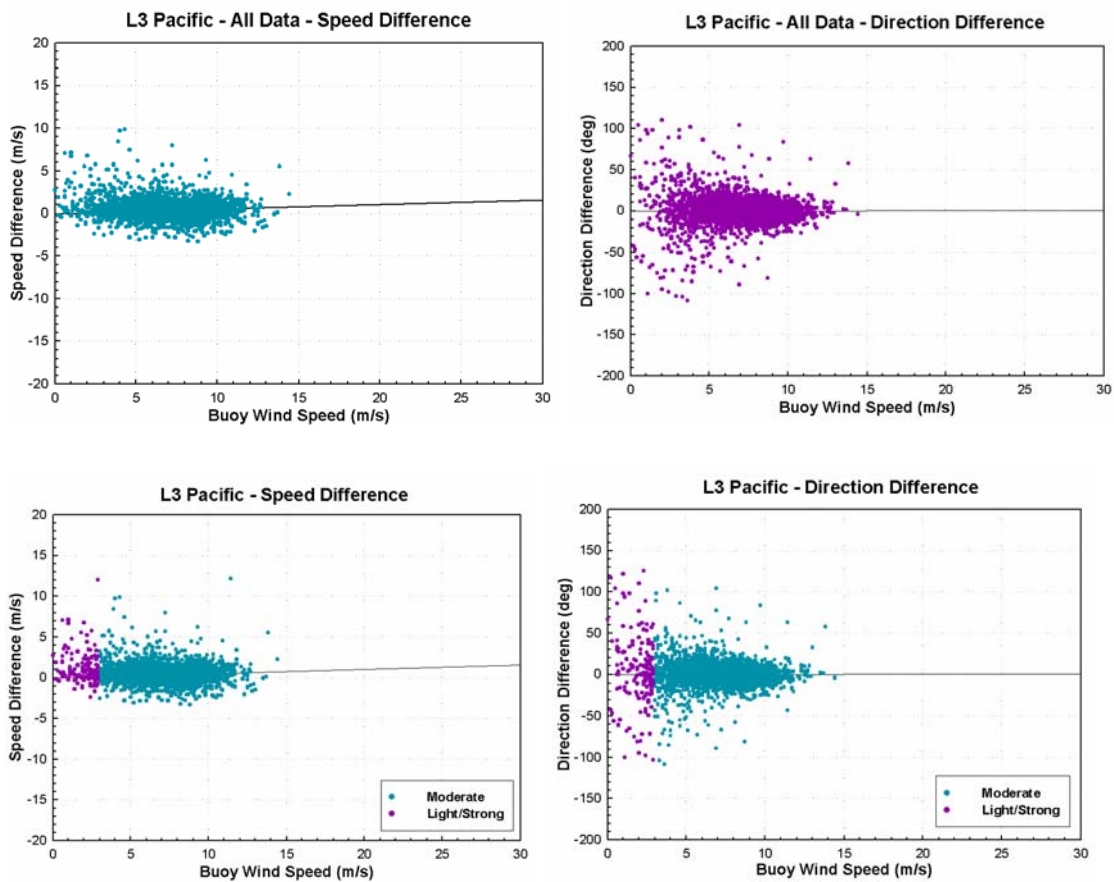 L3 Pacific - All Data - Speed Difference
20
15
10
5
0
-5
-10
-15
-20
Speed Difference (m/s)
0 5 10 15 20 25 30
Buoy Wind Speed (m/s)
L3 Pacific - All Data - Direction Difference
200
150
100
50
0
-50
-100
-150
-200
Direction Difference (deg)
0 5 10 15 20 25 30
Buoy Wind Speed (m/s)
L3 Pacific - Speed Difference
20
15
10
5
0
-5
-10
-15
-20
Speed Difference (m/s)
Moderate
Light/Strong
0 5 10 15 20 25 30
Buoy Wind Speed (m/s)
L3 Pacific - Direction Difference
200
150
100
50
0
-50
-100
-150
-200
Direction Difference (deg)
Moderate
Light/Strong
0 5 10 15 20 25 30
Buoy Wind Speed (m/s)